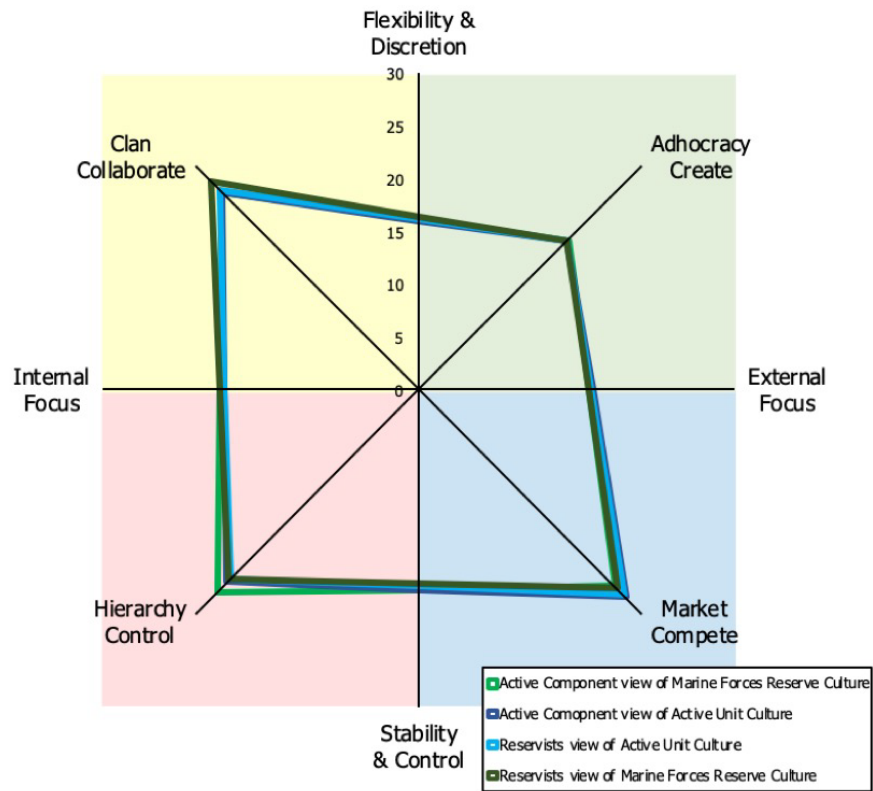 Flexibility &
Discretion
30
25
20
15
10
5
0
Clan
Collaborate
Adhocracy
Create
Internal
Focus
External
Focus
Hierarchy
Control
Market
Compete
Stability
& Control
Active Component view of Marine Forces Reserve Culture
Active Comopnent view of Active Unit Culture
Reservists view of Active Unit Culture
Reservists view of Marine Forces Reserve Culture